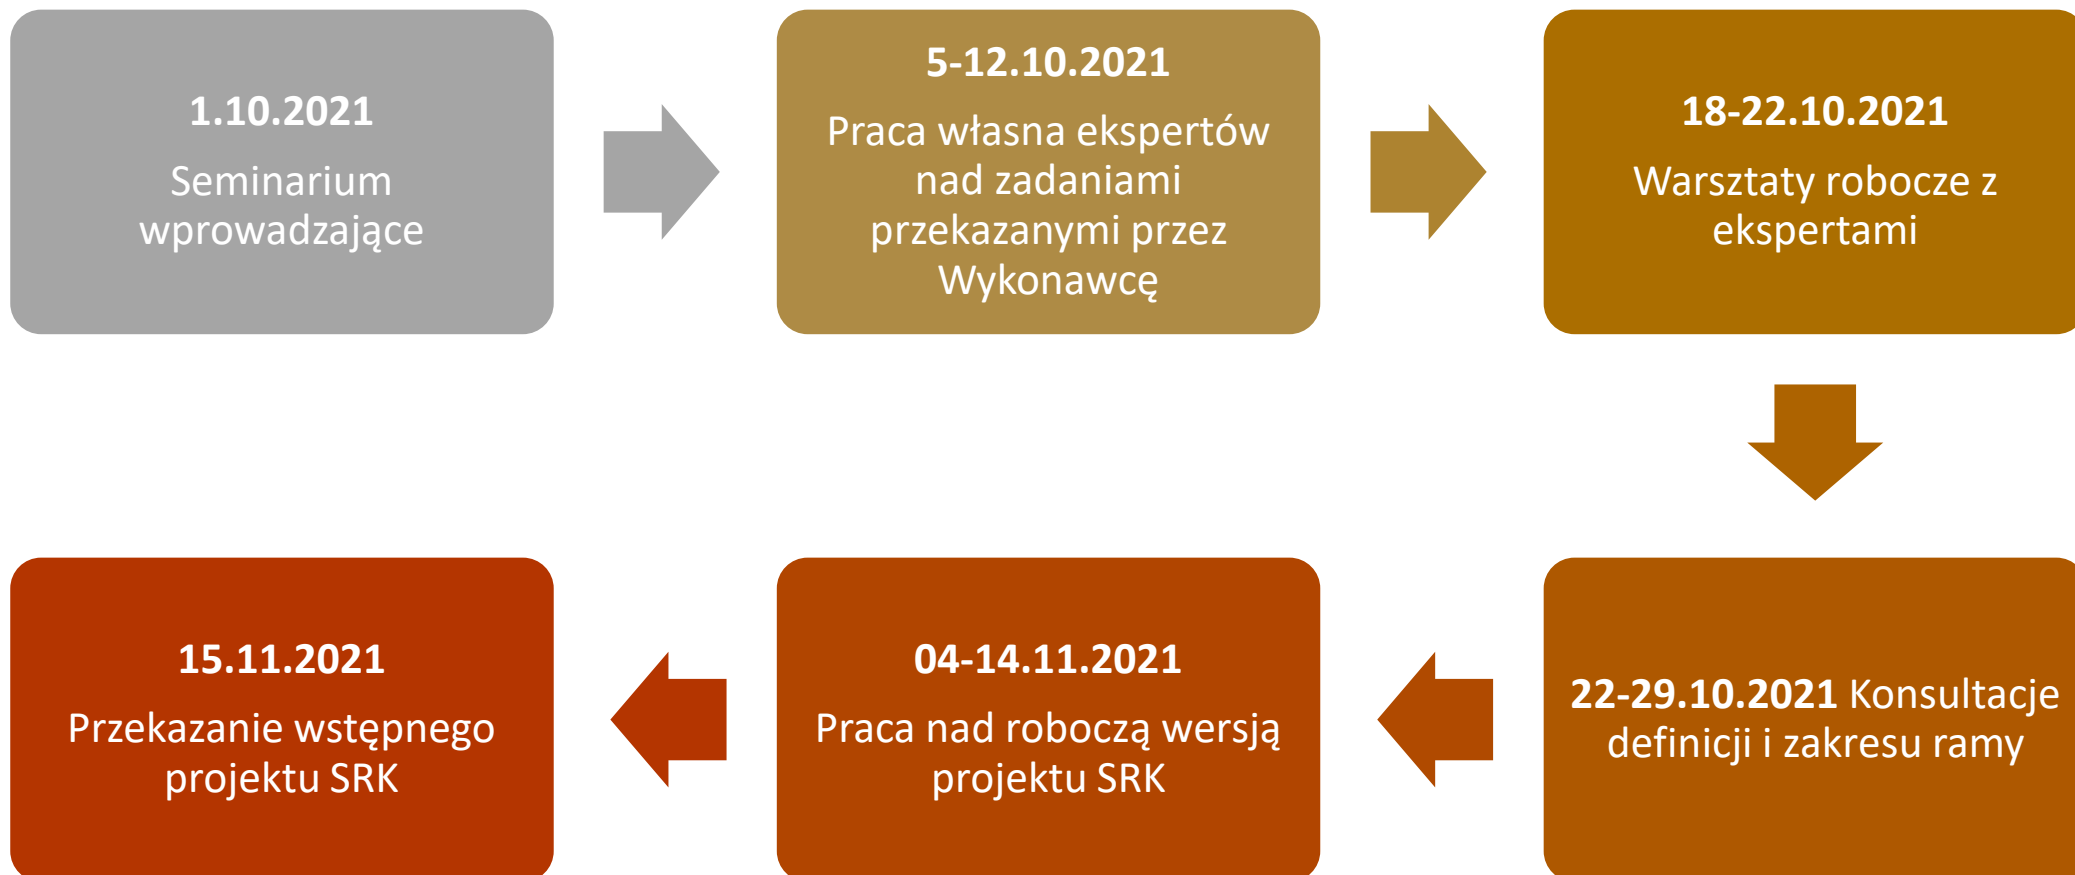 1.10.2021
Seminarium
wprowadzające
5-12.10.2021
Praca własna ekspertów
nad zadaniami
przekazanymi przez
Wykonawcę
18-22.10.2021
Warsztaty robocze z
ekspertami
22-29.10.2021 Konsultacje
definicji i zakresu ramy
04-14.11.2021
Praca nad roboczą wersją
projektu SRK
15.11.2021
Przekazanie wstępnego
projektu SRK